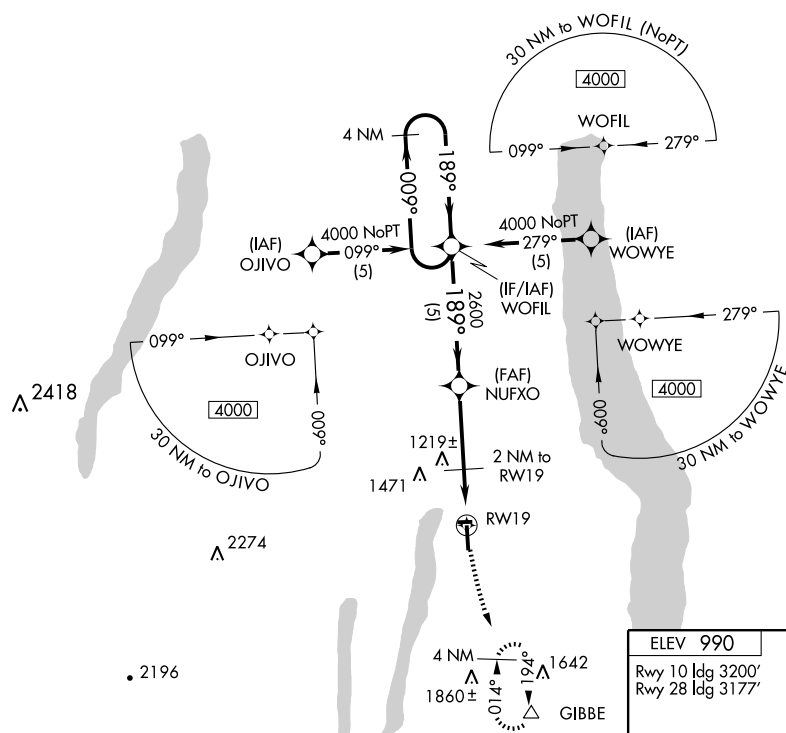 30 NM to WOFIL (NoPT)
4000
WOFIL
099°
279°
4 NM
009°
189°
4000 NoPT
099°
(5)
(IAF)
OJIVO
4000 NoPT
279°
(5)
(IAF)
WOWYE
(IF/IAF)
WOFIL
2600
189°
(5)
099°
OJIVO
4000
009°
30 NM to OJIVO
279°
WOWYE
4000
009°
30 NM to WOWYE
(FAF)
NUFXO
2418
1219±
1471
2 NM to
RW19
RW19
2274
2196
4 NM
1860±
014°
194°
1642
GIBBE
ELEV 990
Rwy 10 ldg 3200'
Rwy 28 ldg 3177'